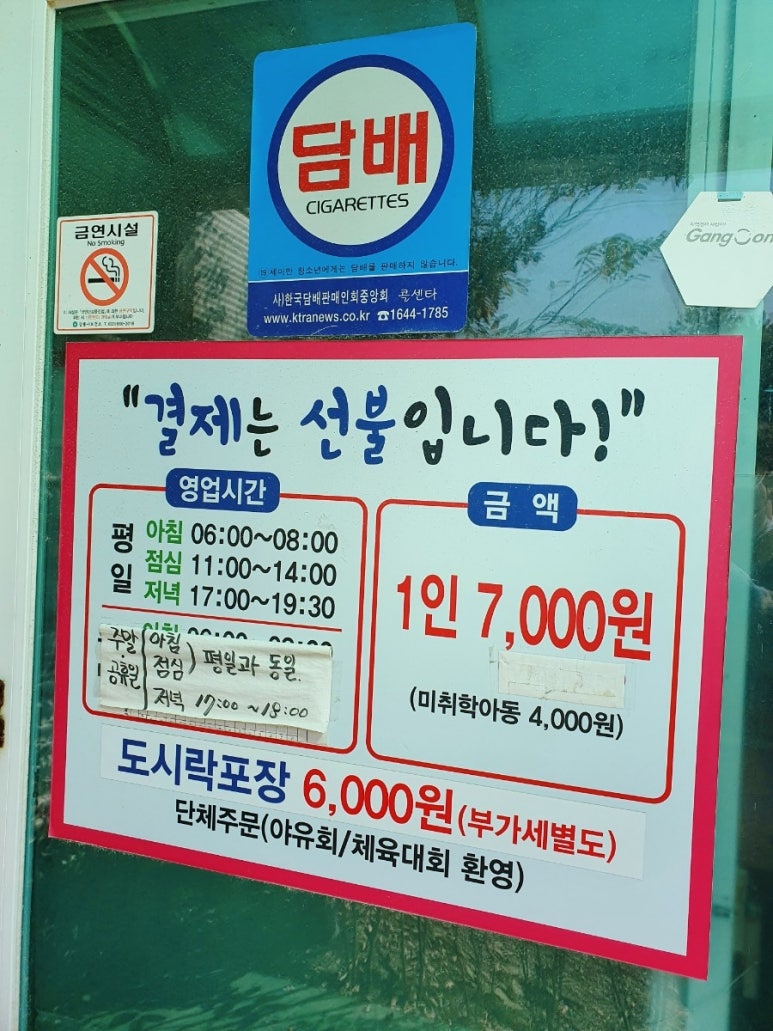 담배
CIGARETTES
19세미만 청소년에게는 담배를 판매하지 않습니다.
사)한국담배판매인회중앙회 콜센타
www.ktranews.co.kr ☎1644-1785
금연시설
No Smoking
"결제는 선불입니다!"
영업시간
평일
아침 06:00~08:00
점심 11:00~14:00
저녁 17:00~19:30
주말 공휴일
아침
점심
평일과 동일.
저녁 17:00~18:00
금액
1인 7,000원
(미취학아동 4,000원)
도시락포장 6,000원(부가세별도)
단체주문(야유회/체육대회 환영)